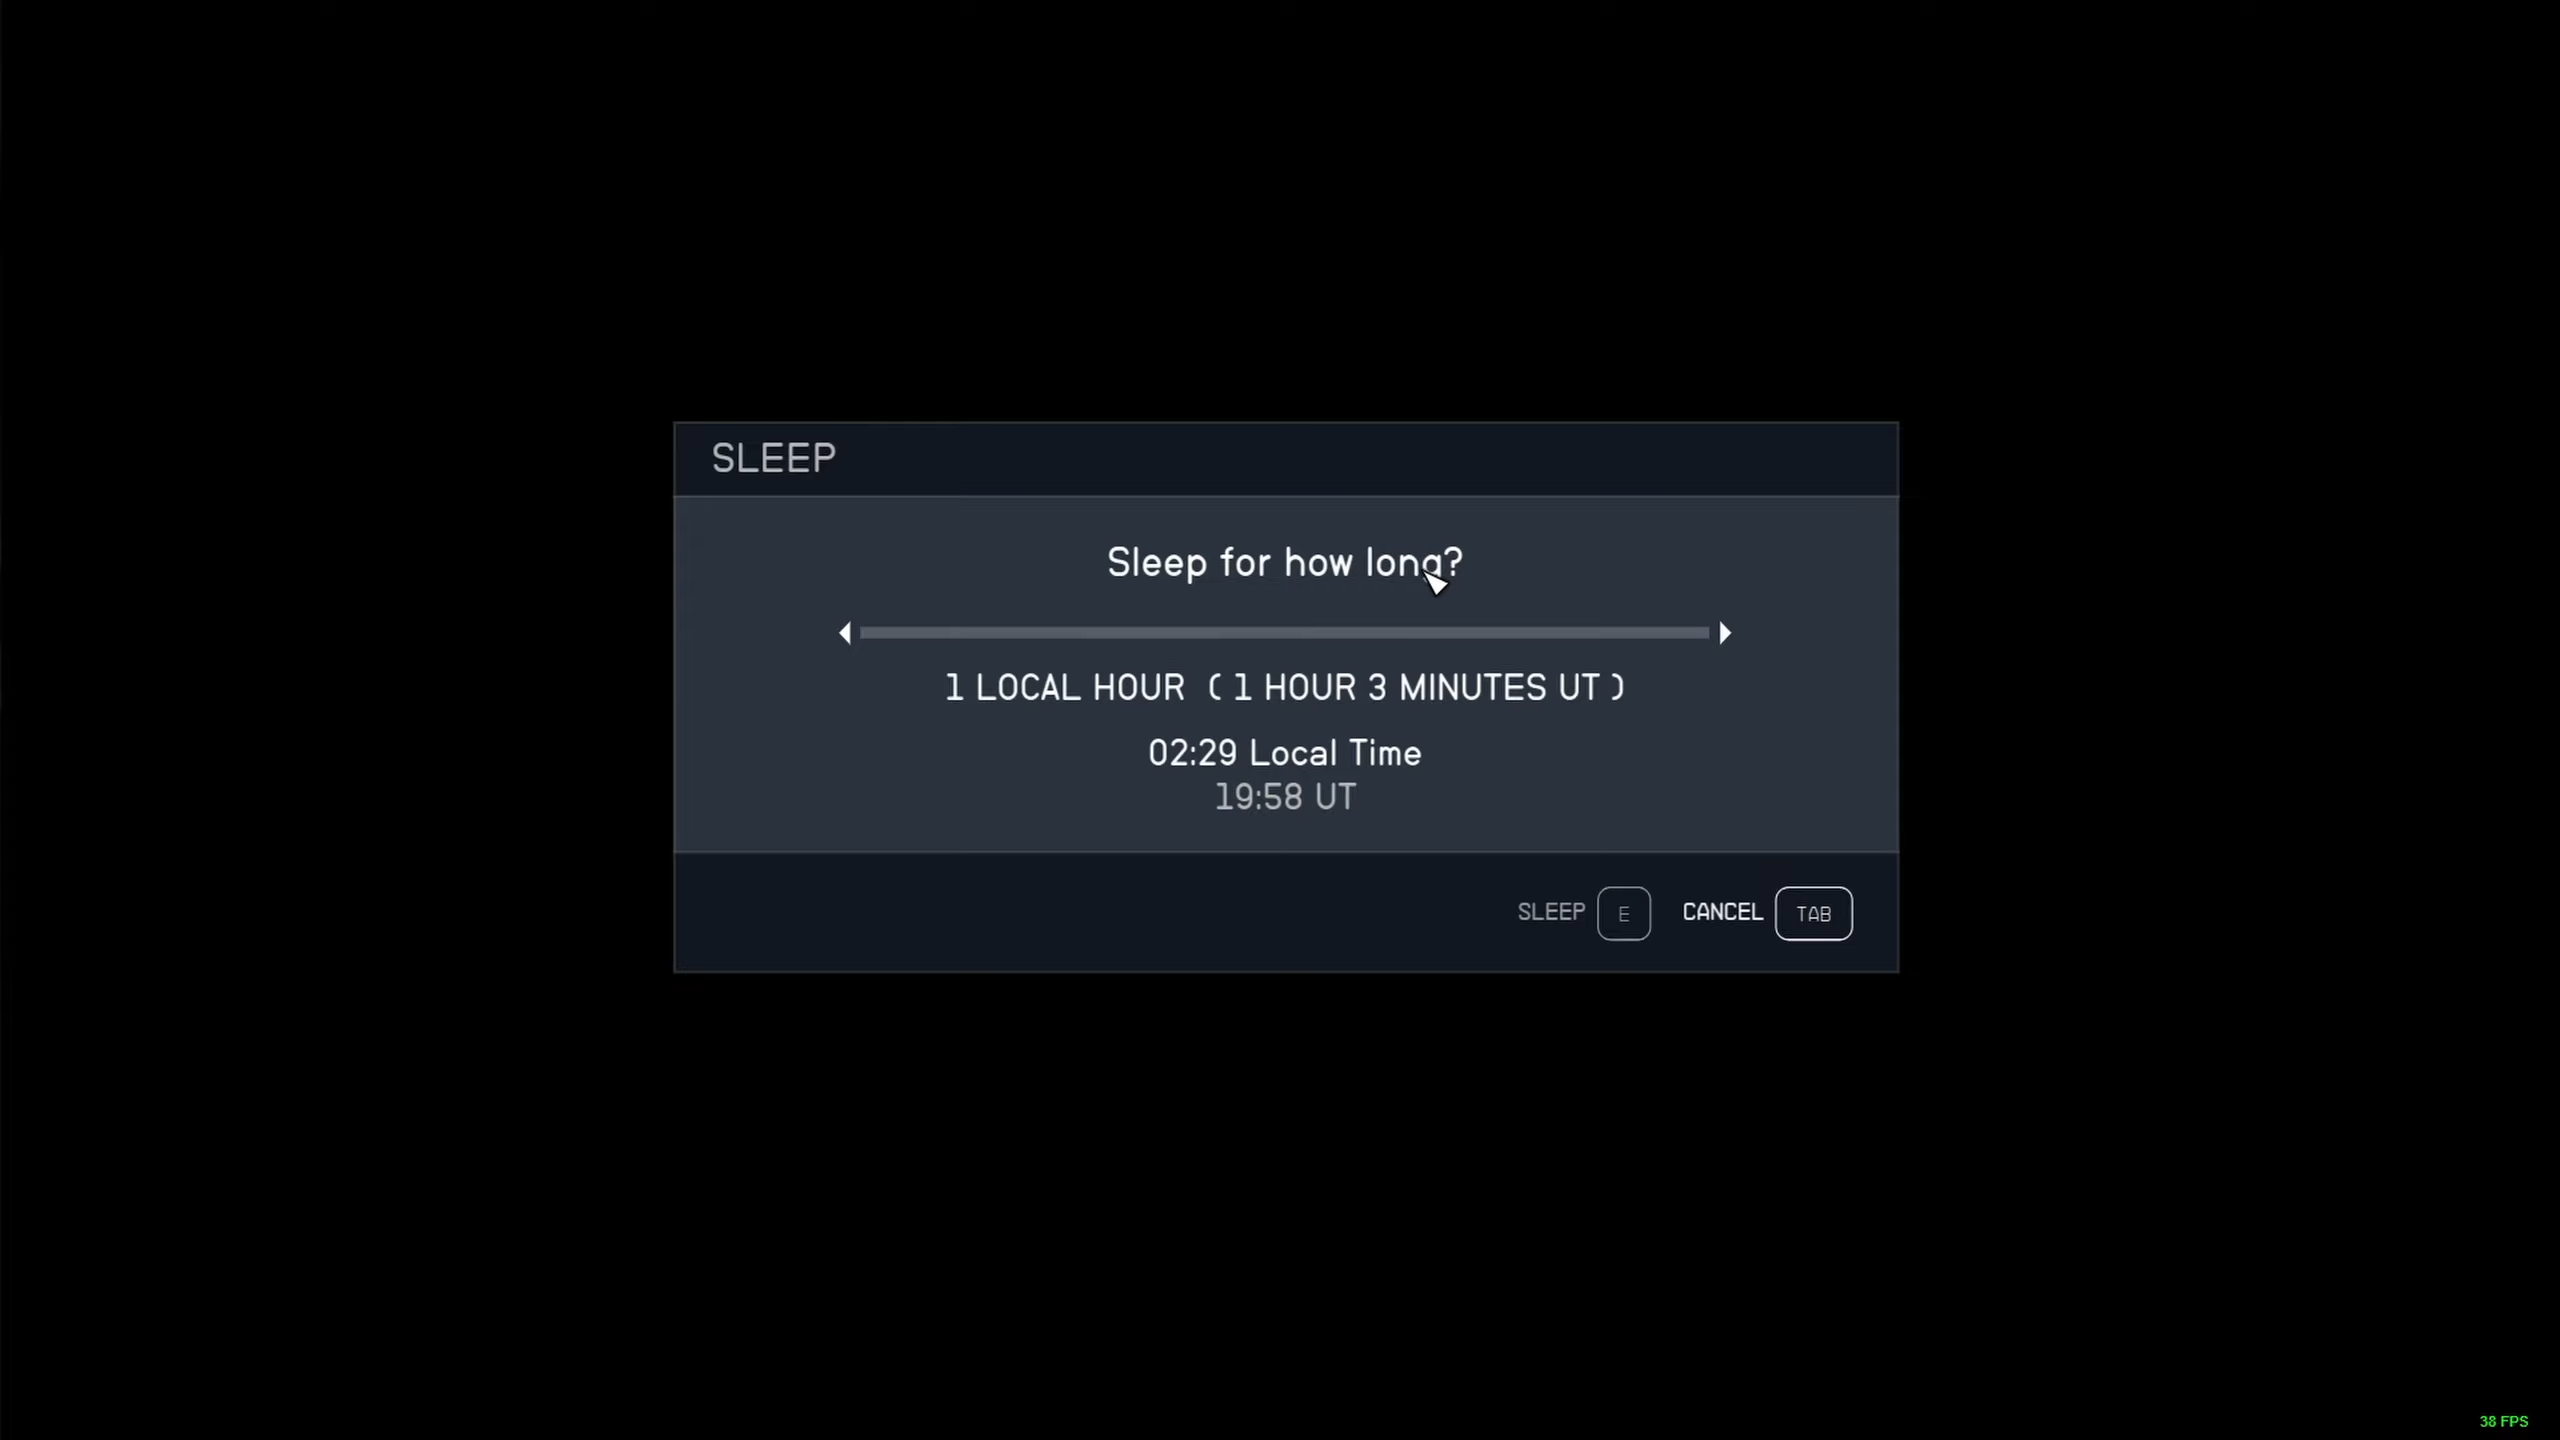 SLEEP
Sleep for how long?
1 LOCAL HOUR ( 1 HOUR 3 MINUTES UT )
02:29 Local Time
19:58 UT
SLEEP E CANCEL TAB
38 FPS